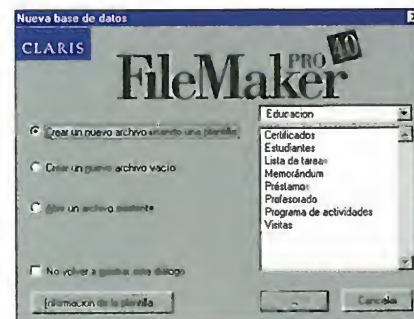 Nueva base de datos
CLARIS
FileMaker PRO 4.0
Educacion
Crear un nuevo archivo usando una plantilla
Certificados
Estudiantes
Lista de tareas
Memorándum
Préstamos
Profesorado
Programa de actividades
Visitas
Crear un nuevo archivo vacío
Abrir un archivo existente
No volver a mostrar este diálogo
Información de la plantilla
Cancelar